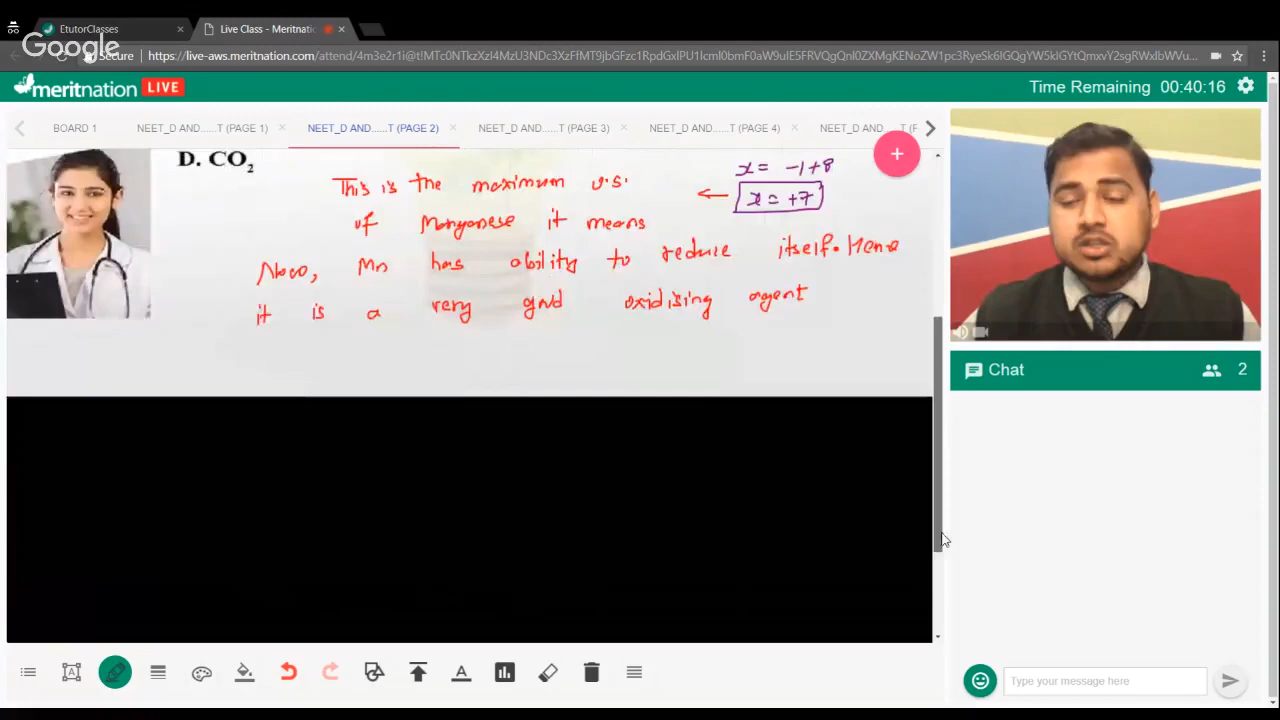 EtutorClasses
Live Class - Meritnatio
Google
Secure
meritnation LIVE
Time Remaining 00:40:16
BOARD 1
NEET_D AND......T (PAGE 1)
NEET_D AND......T (PAGE 2)
NEET_D AND......T (PAGE 3)
NEET_D AND......T (PAGE 4)
NEET_D AND......T (F
D. CO₂
x = -1+8
x = +7
This is the maximum O.S.
of Manganese it means
Now, Mn has ability to reduce itself. Hence
it is a very good oxidising agent
Chat 2
Type your message here